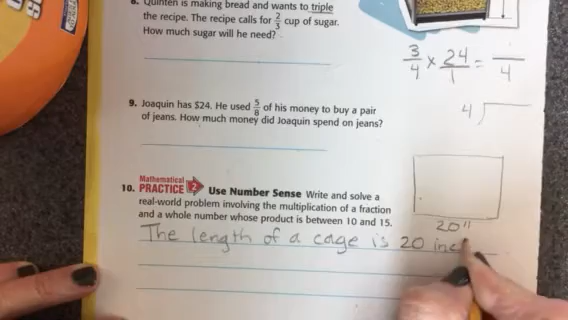 8. Quinten is making bread and wants to triple
the recipe. The recipe calls for 2/3 cup of sugar.
How much sugar will he need?
3/4 × 24/1 = /4
4
9. Joaquin has $24. He used 5/8 of his money to buy a pair
of jeans. How much money did Joaquin spend on jeans?
Mathematical
10. PRACTICE 2 Use Number Sense Write and solve a
real-world problem involving the multiplication of a fraction
and a whole number whose product is between 10 and 15.
20"
The length of a cage is 20 inc